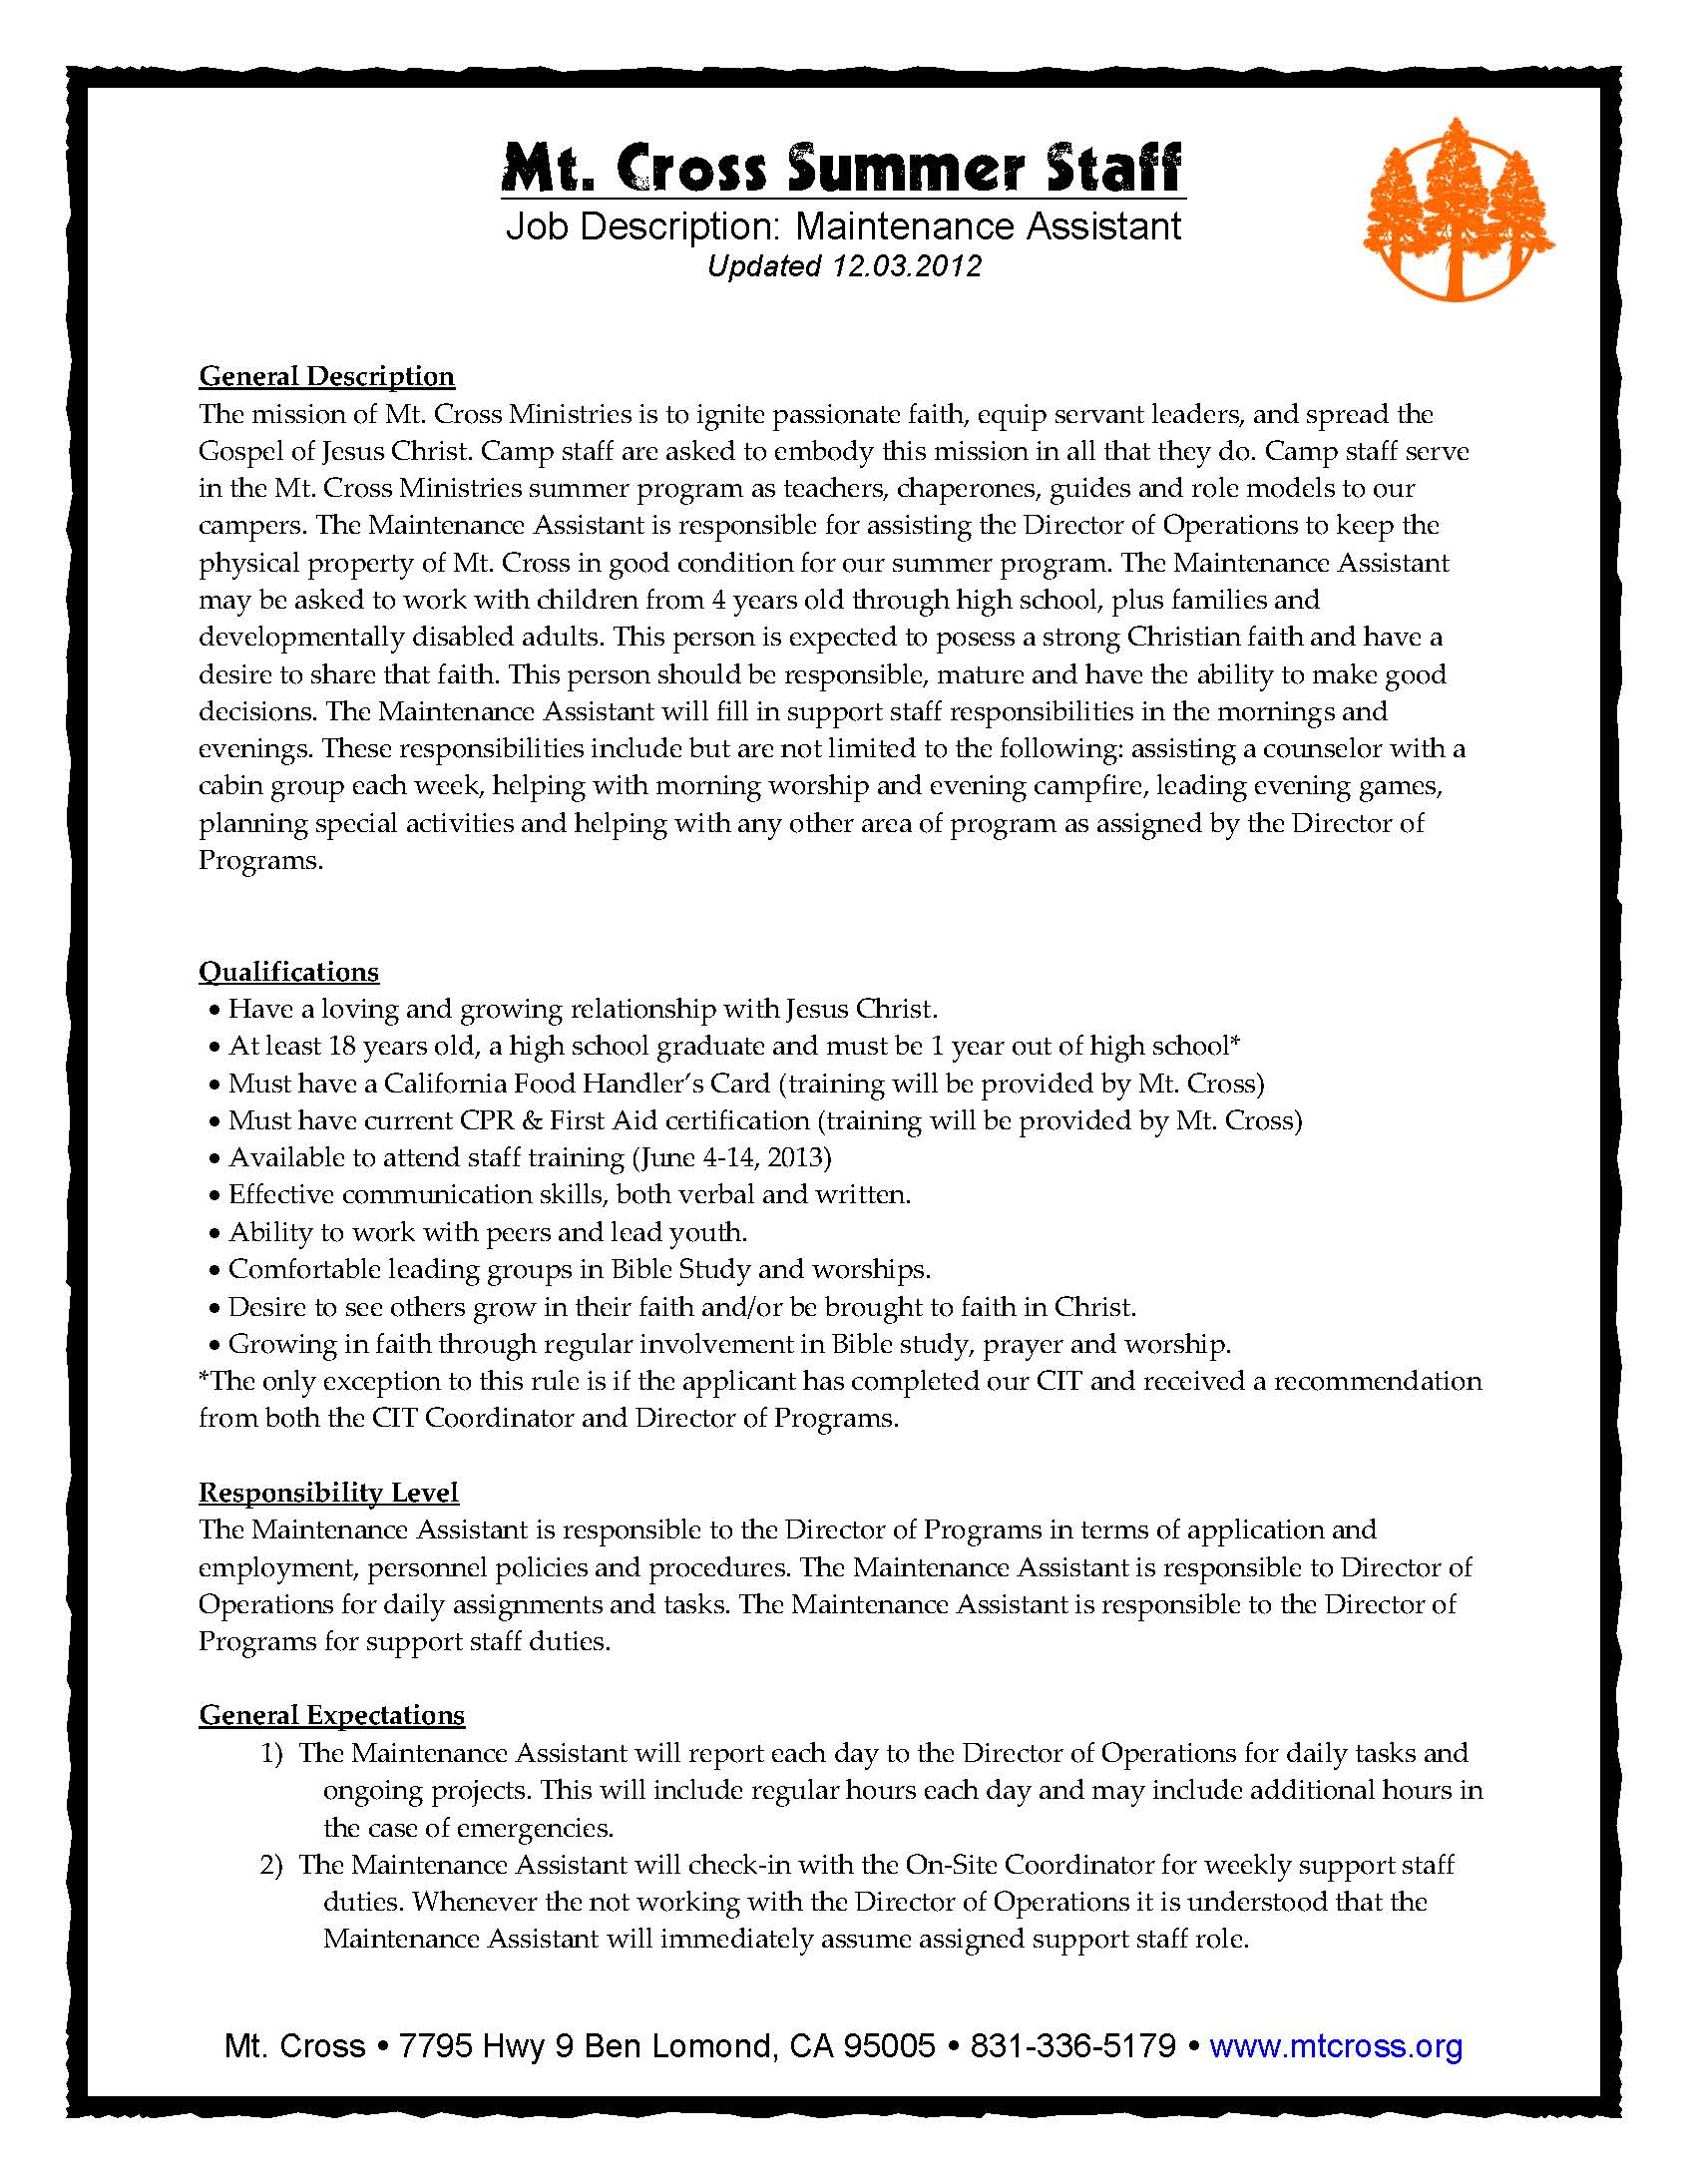 Mt. Cross Summer Staff
Job Description: Maintenance Assistant
Updated 12.03.2012
General Description
The mission of Mt. Cross Ministries is to ignite passionate faith, equip servant leaders, and spread the
Gospel of Jesus Christ. Camp staff are asked to embody this mission in all that they do. Camp staff serve
in the Mt. Cross Ministries summer program as teachers, chaperones, guides and role models to our
campers. The Maintenance Assistant is responsible for assisting the Director of Operations to keep the
physical property of Mt. Cross in good condition for our summer program. The Maintenance Assistant
may be asked to work with children from 4 years old through high school, plus families and
developmentally disabled adults. This person is expected to posess a strong Christian faith and have a
desire to share that faith. This person should be responsible, mature and have the ability to make good
decisions. The Maintenance Assistant will fill in support staff responsibilities in the mornings and
evenings. These responsibilities include but are not limited to the following: assisting a counselor with a
cabin group each week, helping with morning worship and evening campfire, leading evening games,
planning special activities and helping with any other area of program as assigned by the Director of
Programs.
Qualifications
• Have a loving and growing relationship with Jesus Christ.
• At least 18 years old, a high school graduate and must be 1 year out of high school*
• Must have a California Food Handler’s Card (training will be provided by Mt. Cross)
• Must have current CPR & First Aid certification (training will be provided by Mt. Cross)
• Available to attend staff training (June 4-14, 2013)
• Effective communication skills, both verbal and written.
• Ability to work with peers and lead youth.
• Comfortable leading groups in Bible Study and worships.
• Desire to see others grow in their faith and/or be brought to faith in Christ.
• Growing in faith through regular involvement in Bible study, prayer and worship.
*The only exception to this rule is if the applicant has completed our CIT and received a recommendation
from both the CIT Coordinator and Director of Programs.
Responsibility Level
The Maintenance Assistant is responsible to the Director of Programs in terms of application and
employment, personnel policies and procedures. The Maintenance Assistant is responsible to Director of
Operations for daily assignments and tasks. The Maintenance Assistant is responsible to the Director of
Programs for support staff duties.
General Expectations
1) The Maintenance Assistant will report each day to the Director of Operations for daily tasks and
ongoing projects. This will include regular hours each day and may include additional hours in
the case of emergencies.
2) The Maintenance Assistant will check-in with the On-Site Coordinator for weekly support staff
duties. Whenever the not working with the Director of Operations it is understood that the
Maintenance Assistant will immediately assume assigned support staff role.
Mt. Cross • 7795 Hwy 9 Ben Lomond, CA 95005 • 831-336-5179 • www.mtcross.org